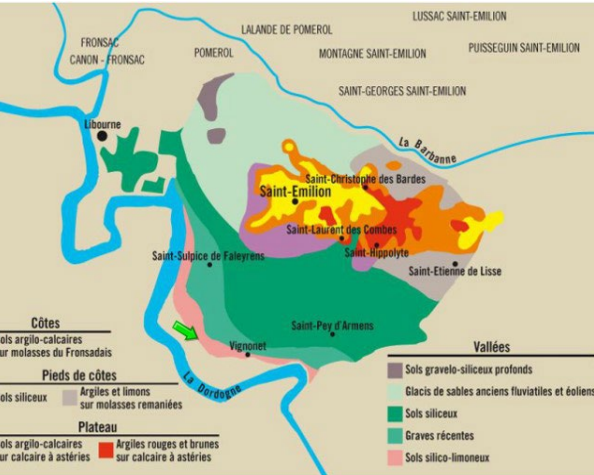 LUSSAC SAINT-EMILION
LALANDE DE POMEROL
FRONSAC
CANON - FRONSAC
POMEROL
MONTAGNE SAINT-EMILION
PUISSEGUIN SAINT-EMILION
SAINT-GEORGES SAINT-EMILION
Libourne
La Barbanne
Saint-Christophe des Bardes
Saint-Emilion
Saint-Laurent des Combes
Saint-Hippolyte
Saint-Sulpice de Faleyrens
Saint-Etienne de Lisse
Saint-Pey d'Armens
Vignonet
La Dordogne
Côtes
ols argilo-calcaires
ur molasses du Fronsadais
Pieds de côtes
ols siliceux
Argiles et limons
sur molasses remaniées
Plateau
ols argilo-calcaires
ur calcaire à astéries
Argiles rouges et brunes
sur calcaire à astéries
Vallées
Sols gravelo-siliceux profonds
Glacis de sables anciens fluviatiles et éoliens
Sols siliceux
Graves récentes
Sols silico-limoneux